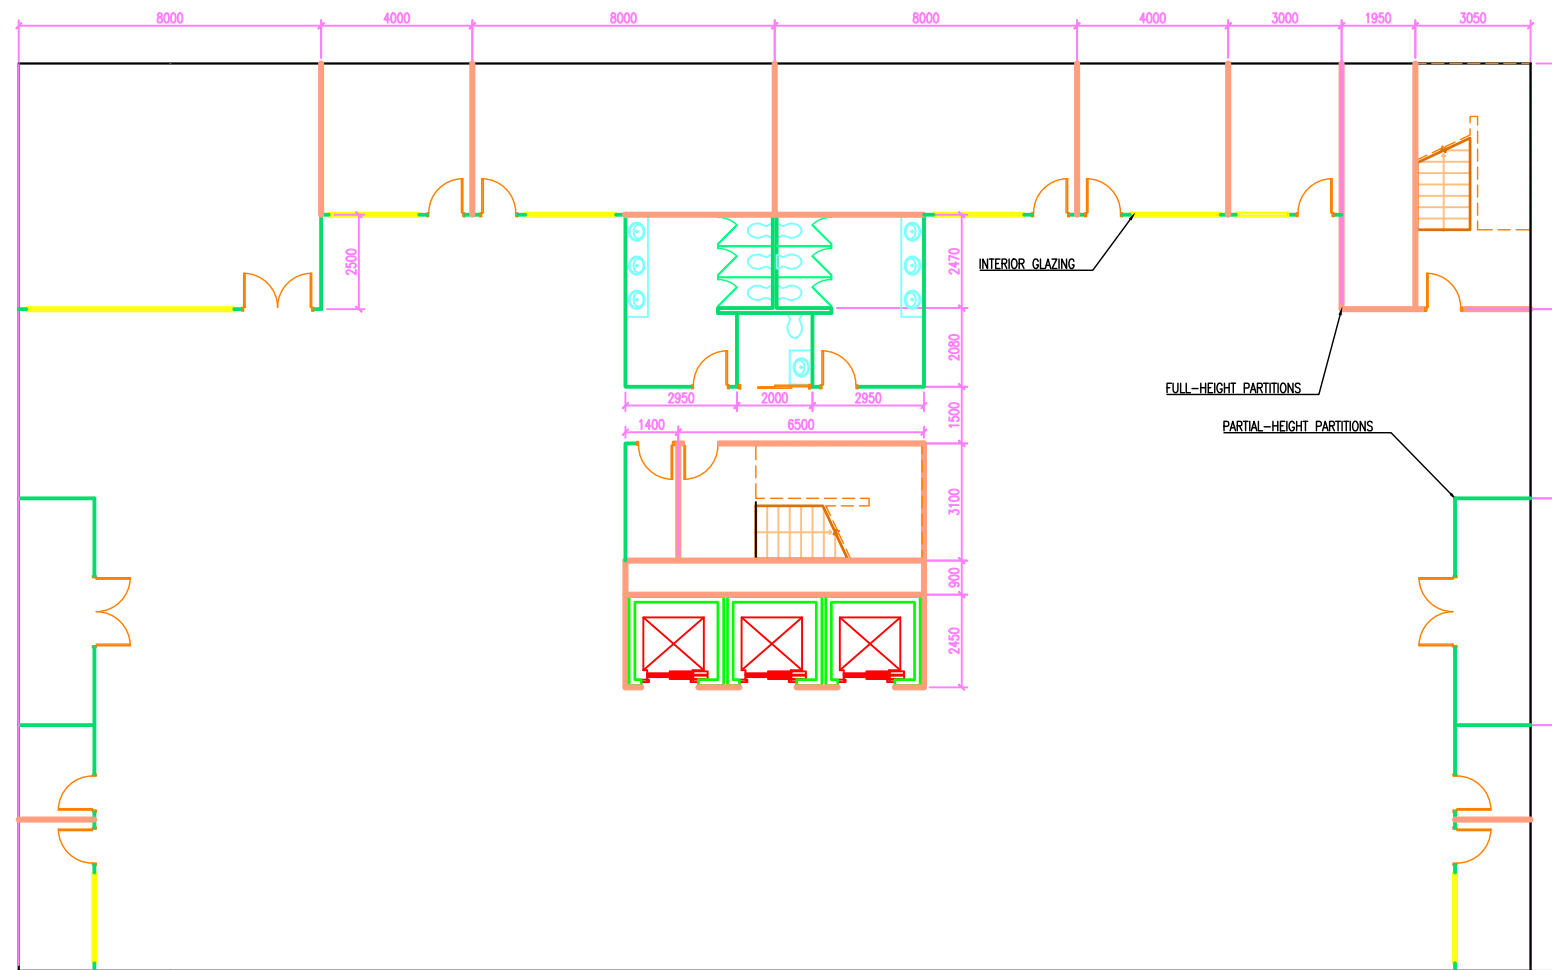 8000 4000 8000 8000 4000 3000 1950 3050
2500
2470
INTERIOR GLAZING
2080
FULL-HEIGHT PARTITIONS
2950 2000 2950
1500
1400 6500
PARTIAL-HEIGHT PARTITIONS
3100
900
2450